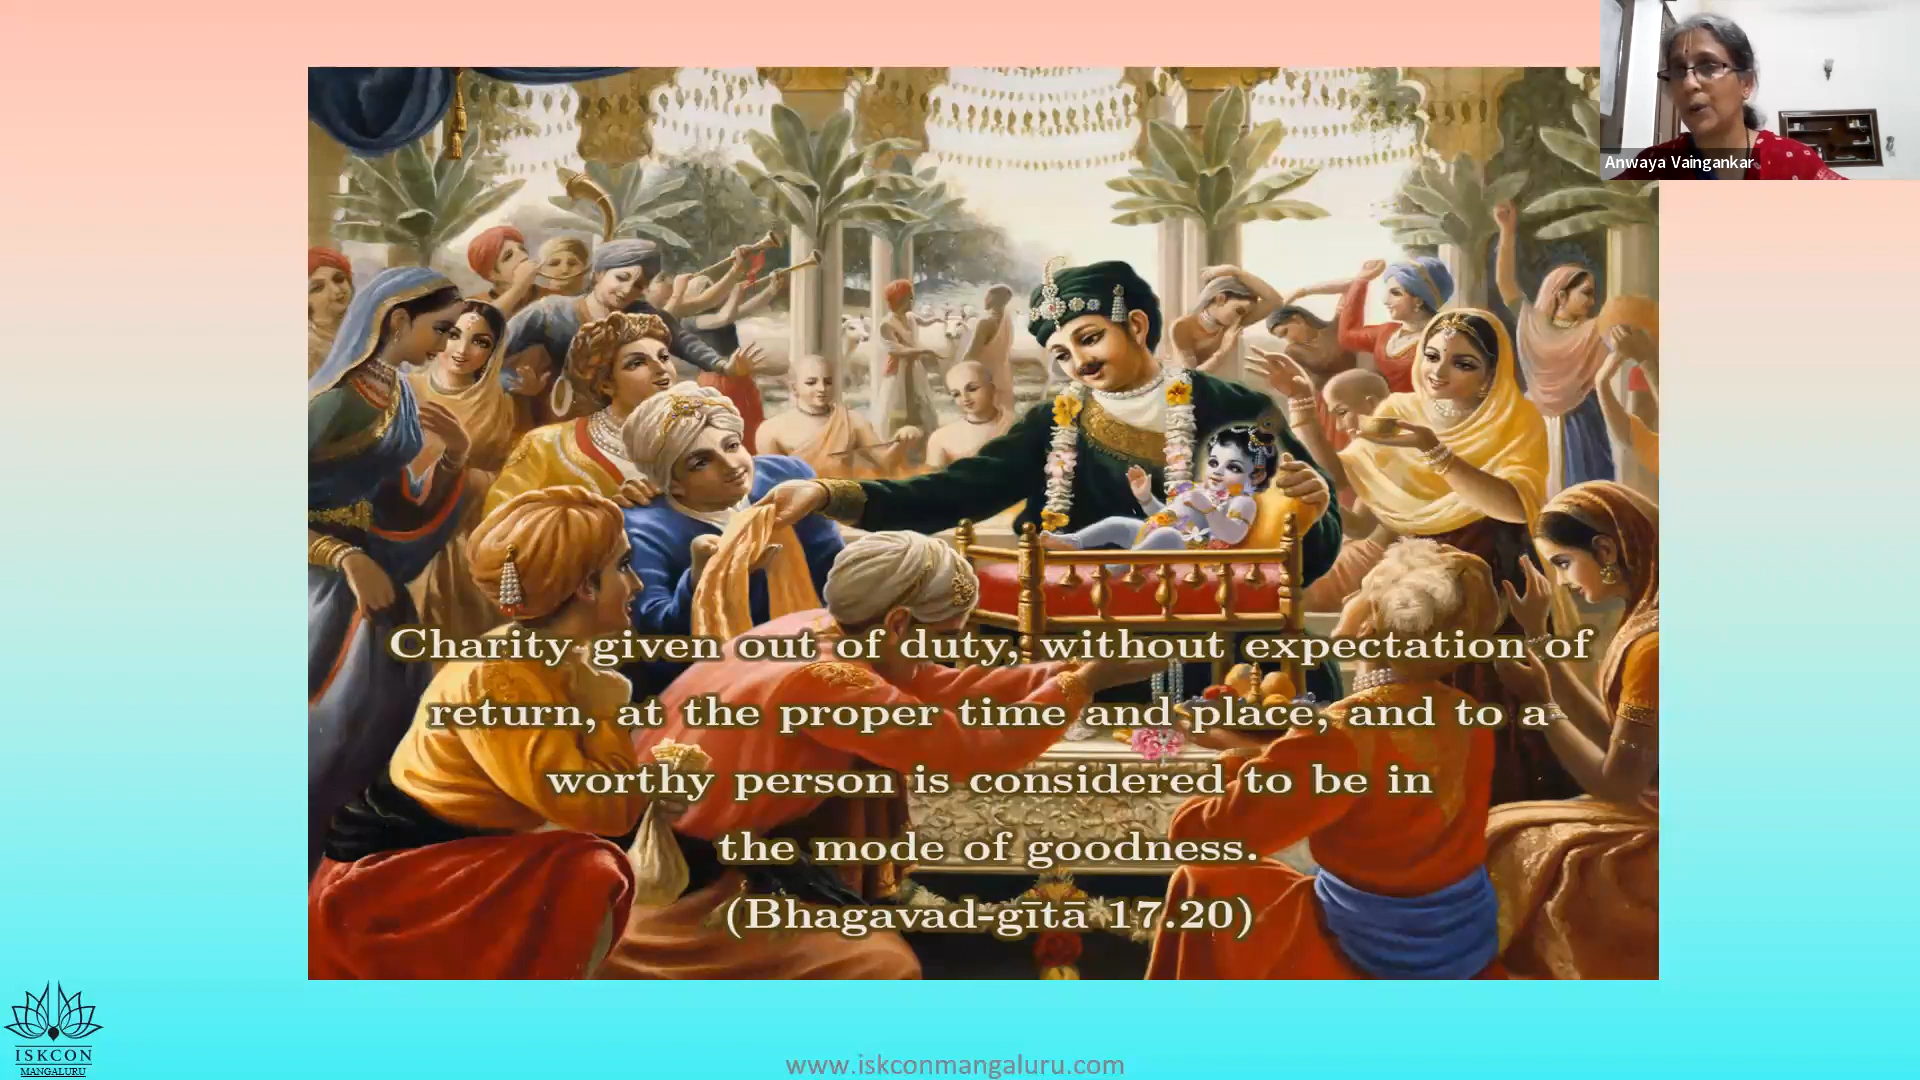 Anwaya Vaingankar
Charity given out of duty, without expectation of
return, at the proper time and place, and to a
worthy person is considered to be in
the mode of goodness.
(Bhagavad-gītā 17.20)
ISKCON
MANGALURU
www.iskconmangaluru.com